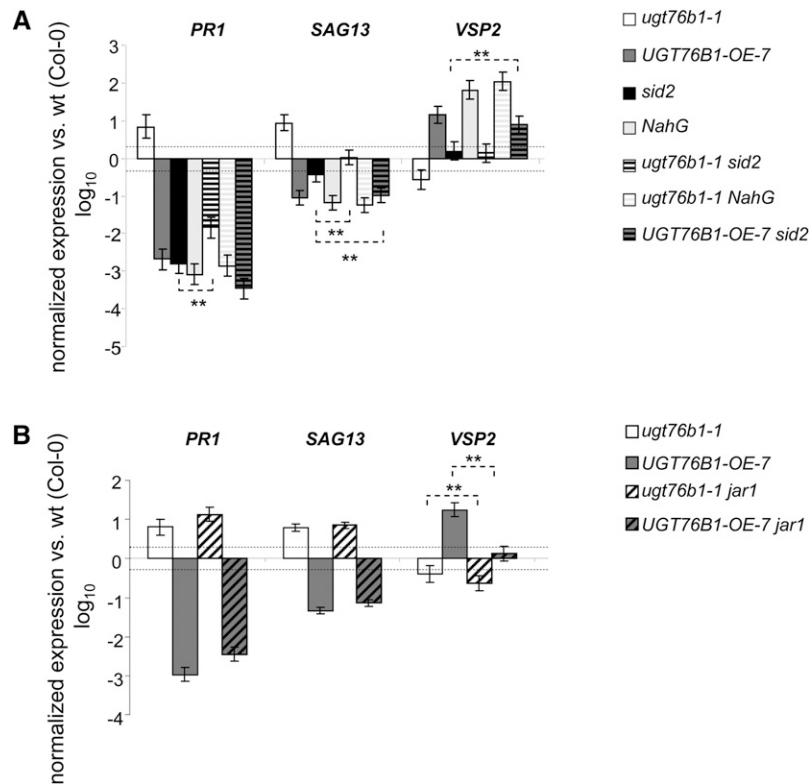 A
PR1 SAG13 VSP2
normalized expression vs. wt (Col-0)
log10
3
2
1
0
-1
-2
-3
-4
-5
**
**
**
**
ugt76b1-1
UGT76B1-OE-7
sid2
NahG
ugt76b1-1 sid2
ugt76b1-1 NahG
UGT76B1-OE-7 sid2
B
PR1 SAG13 VSP2
normalized expression vs. wt (Col-0)
log10
2
1
0
-1
-2
-3
-4
**
**
ugt76b1-1
UGT76B1-OE-7
ugt76b1-1 jar1
UGT76B1-OE-7 jar1